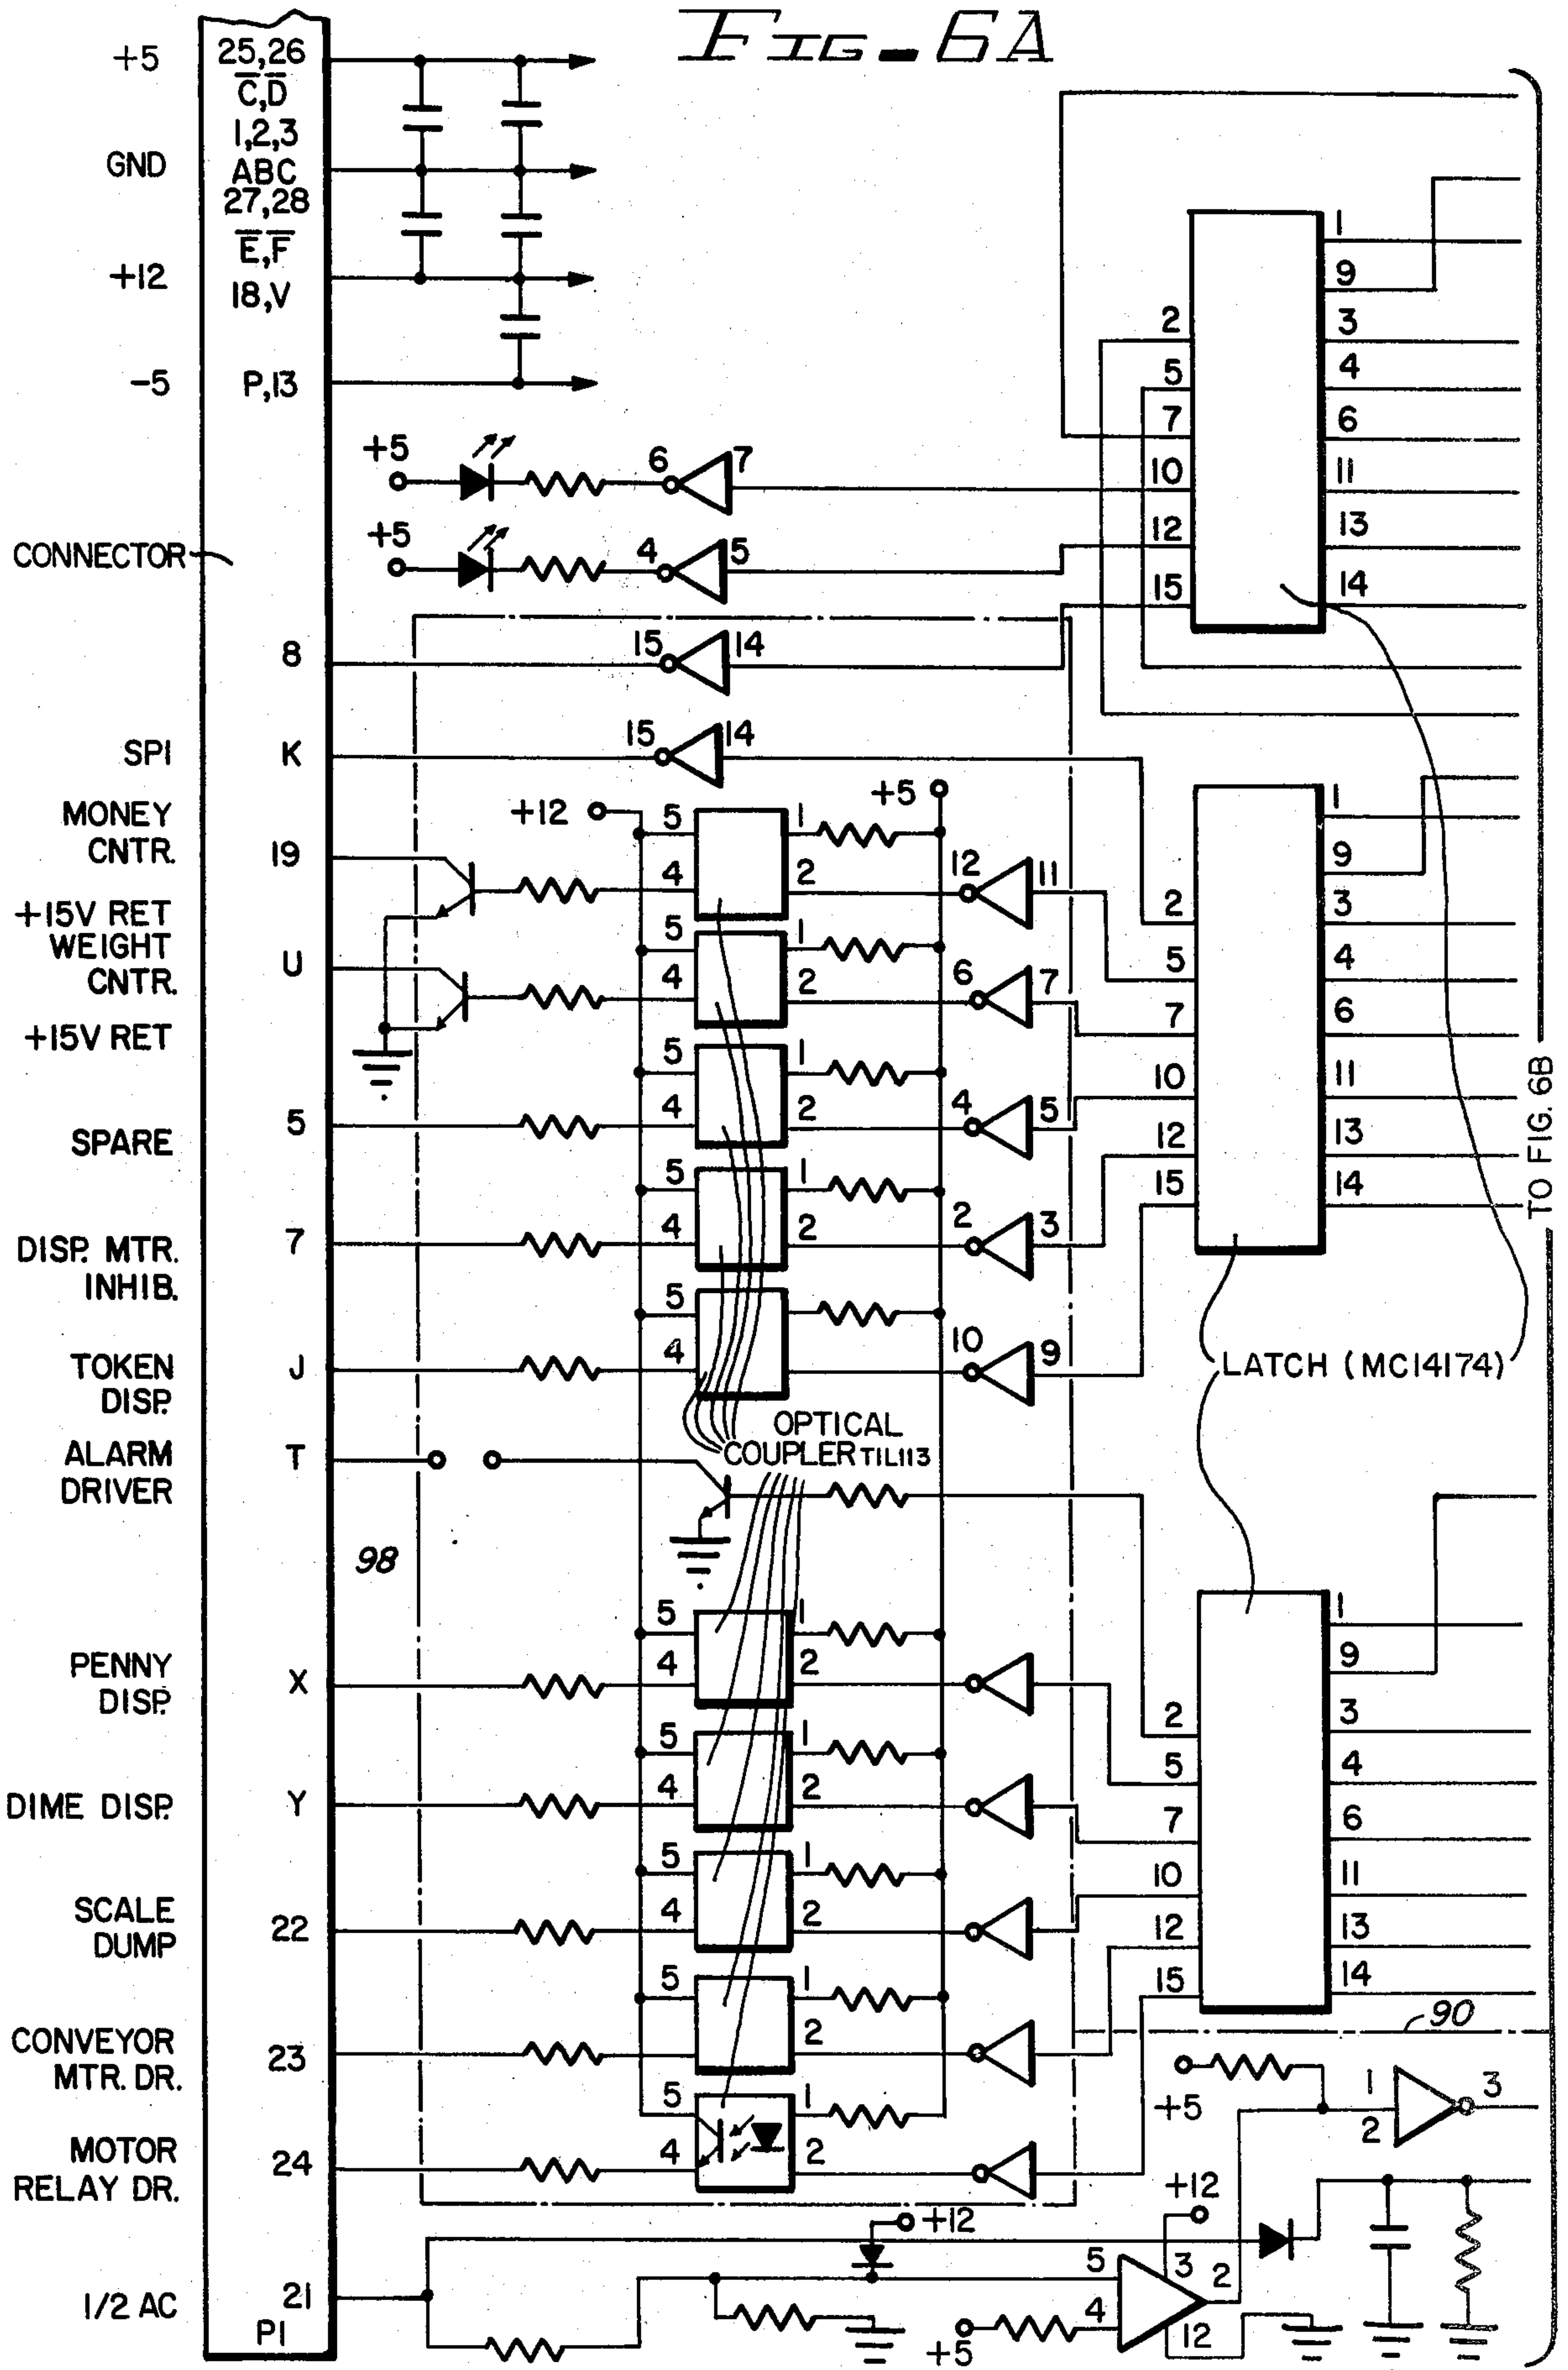 FIG-6A
+5 25,26
C̅,D̅
1,2,3
GND ABC
27,28
E̅,F̅
+12 18,V
-5 P,13
1
9
2 3
5 4
7 6
10 11
12 13
15 14
+5 6 7
+5 4 5
CONNECTOR
8 15 14
SPI K 15 14
MONEY
CNTR.
19
+12 +5
5 1
4 2 12 11
+15V RET
WEIGHT
CNTR.
U
5 1
4 2 6 7
+15V RET
5 1
4 2 4 5
SPARE 5
5 1
4 2 2 3
DISP. MTR.
INHIB.
7
5
4 10 9
TOKEN
DISP.
J
1
9
2 3
5 4
7 6
10 11
12 13
15 14
TO FIG. 6B
LATCH (MC14174)
OPTICAL
COUPLER TIL113
ALARM
DRIVER
T
98
5 1
4 2
PENNY
DISP.
X
5 1
4 2
DIME DISP. Y
5 1
4 2
SCALE
DUMP
22
5 1
2
CONVEYOR
MTR. DR.
23
5 1
4 2
MOTOR
RELAY DR.
24
1
9
2 3
5 4
7 6
10 11
12 13
15 14
90
+5 1 3
2
+12 +12
1/2 AC 21
5 3 2
4
+5 12
P1